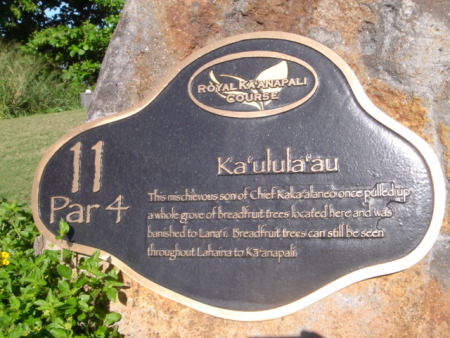 ROYAL KA'ANAPALI
COURSE
11
Par 4
Ka'ulula'au
This mischievous son of Chief Kaka'alaneo once pulled up
a whole grove of breadfruit trees located here and was
banished to Lana'i. Breadfruit trees can still be seen
throughout Lahaina to Kā'anapali.